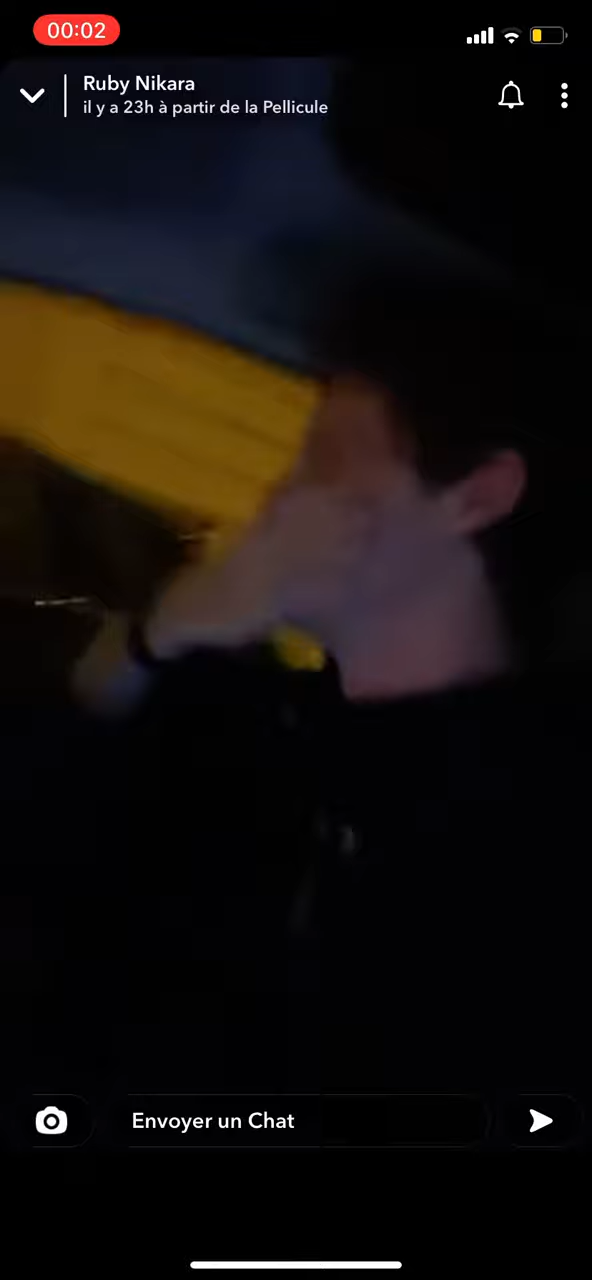 00:02
Ruby Nikara
il y a 23h à partir de la Pellicule
Envoyer un Chat